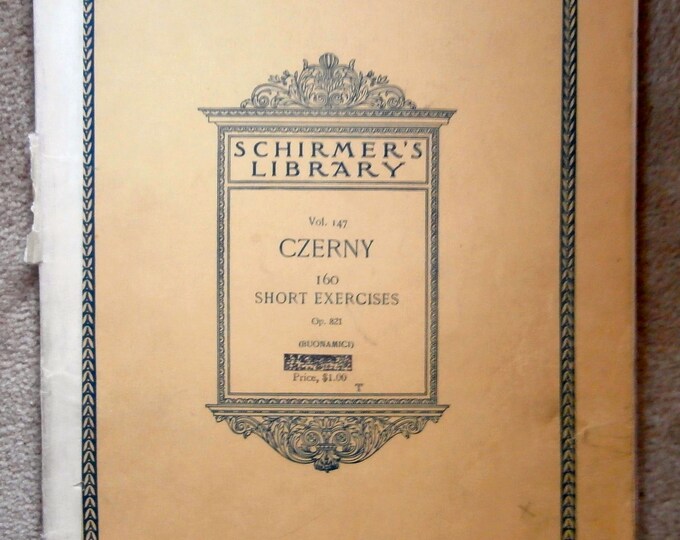 SCHIRMER'S
LIBRARY
Vol. 147
CZERNY
160
SHORT EXERCISES
Op. 821
(BUONAMICI)
Price, $1.00
T